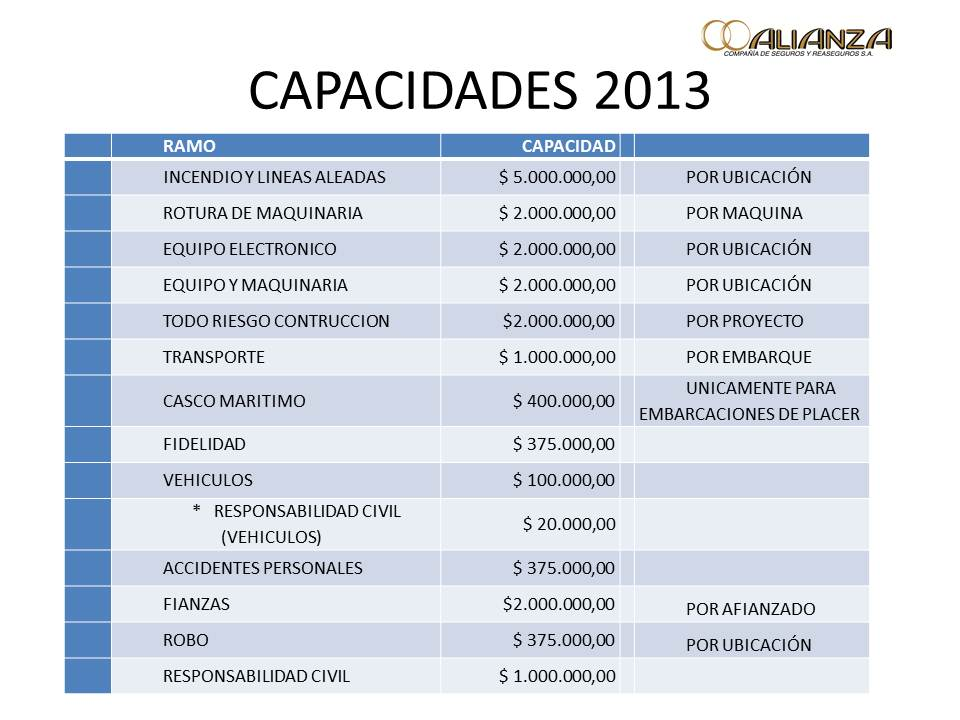 ALIANZA
COMPAÑÍA DE SEGUROS Y REASEGUROS S.A.
CAPACIDADES 2013
RAMO CAPACIDAD
INCENDIO Y LINEAS ALEADAS $ 5.000.000,00 POR UBICACIÓN
ROTURA DE MAQUINARIA $ 2.000.000,00 POR MAQUINA
EQUIPO ELECTRONICO $ 2.000.000,00 POR UBICACIÓN
EQUIPO Y MAQUINARIA $ 2.000.000,00 POR UBICACIÓN
TODO RIESGO CONTRUCCION $2.000.000,00 POR PROYECTO
TRANSPORTE $ 1.000.000,00 POR EMBARQUE
CASCO MARITIMO $ 400.000,00 UNICAMENTE PARA
EMBARCACIONES DE PLACER
FIDELIDAD $ 375.000,00
VEHICULOS $ 100.000,00
* RESPONSABILIDAD CIVIL
(VEHICULOS) $ 20.000,00
ACCIDENTES PERSONALES $ 375.000,00
FIANZAS $2.000.000,00 POR AFIANZADO
ROBO $ 375.000,00 POR UBICACIÓN
RESPONSABILIDAD CIVIL $ 1.000.000,00